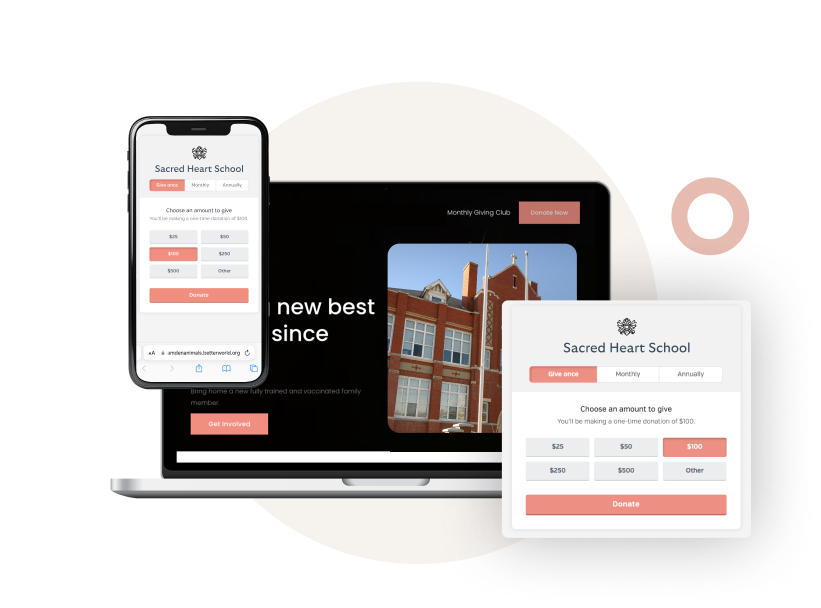 Sacred Heart School
Give once Monthly Annually
Choose an amount to give
You'll be making a one-time donation of $100.
$25 $50
$100 $250
$500 Other
Donate
AA amdenanimals.betterworld.org
Monthly Giving Club Donate Now
new best
since
Bring home a new fully trained and vaccinated family
member.
Get Involved
Sacred Heart School
Give once Monthly Annually
Choose an amount to give
You'll be making a one-time donation of $100.
$25 $50 $100
$250 $500 Other
Donate